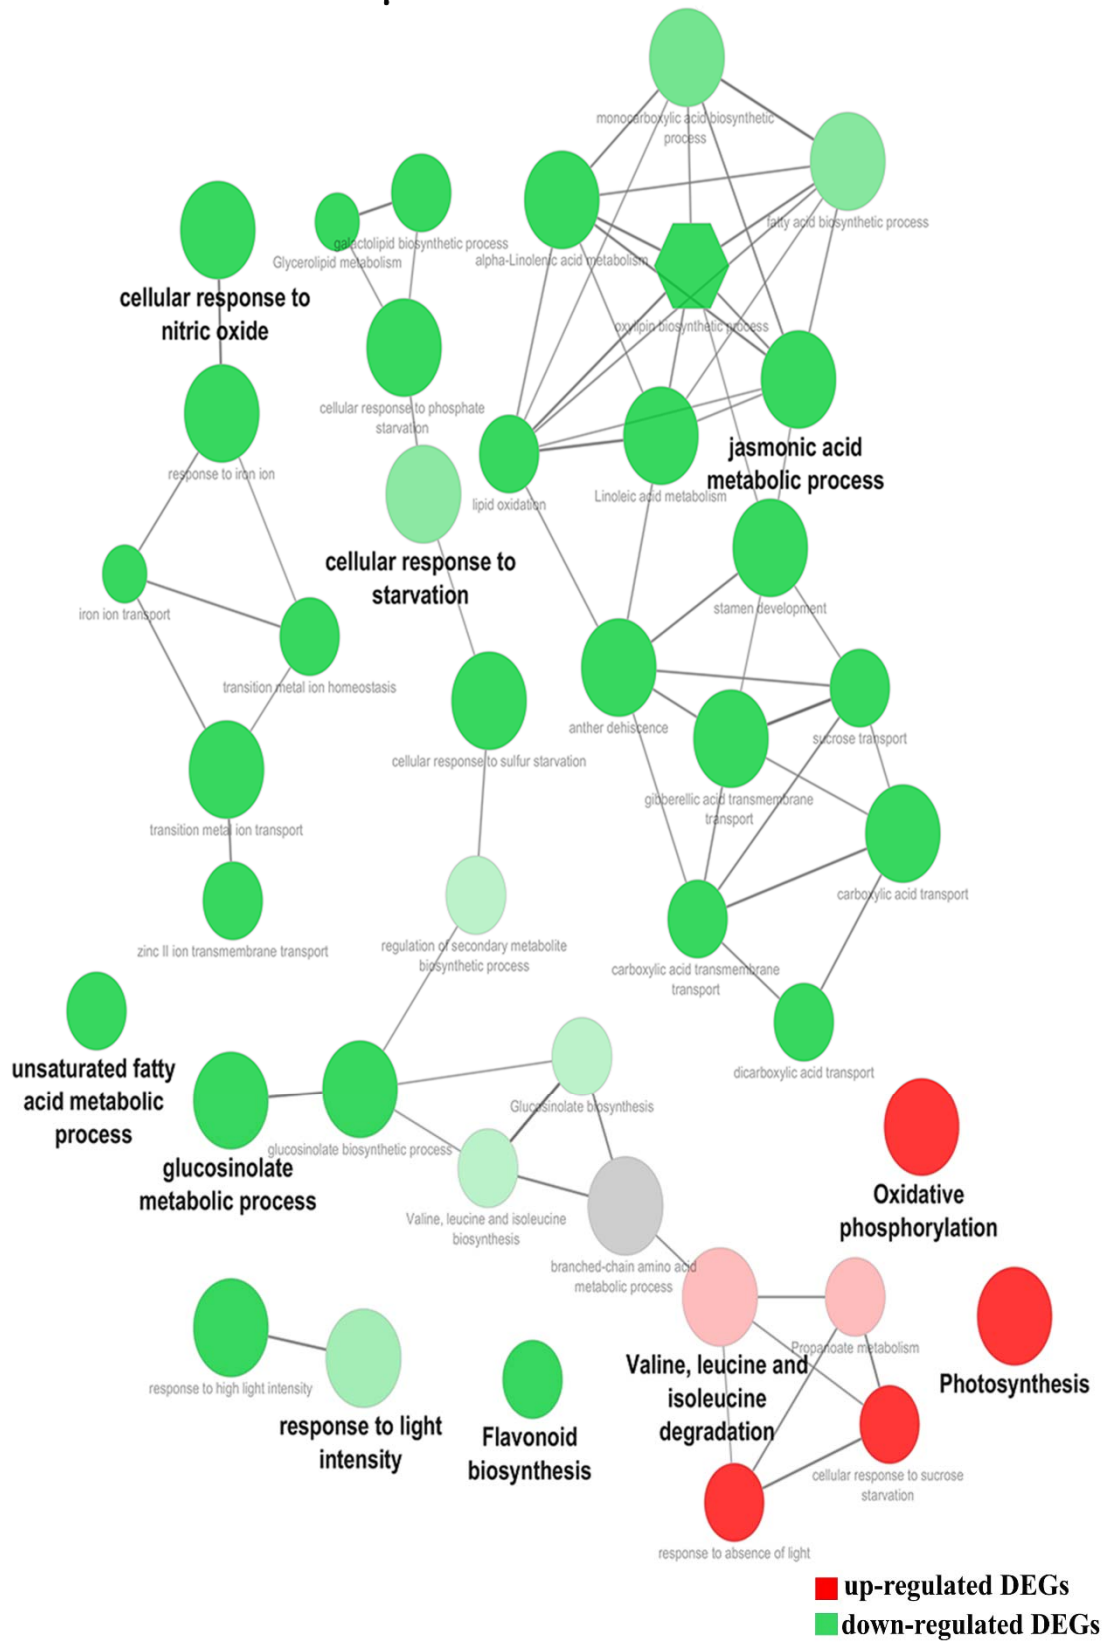 monocarboxylic acid biosynthetic
process
fatty acid biosynthetic process
galactolipid biosynthetic process
Glycerolipid metabolism
alpha-Linolenic acid metabolism
cellular response to
nitric oxide
oxylipin biosynthetic process
cellular response to phosphate
starvation
jasmonic acid
metabolic process
response to iron ion
Linoleic acid metabolism
lipid oxidation
cellular response to
starvation
iron ion transport
stamen development
transition metal ion homeostasis
anther dehiscence
sucrose transport
cellular response to sulfur starvation
gibberellic acid transmembrane
transport
transition metal ion transport
carboxylic acid transport
zinc II ion transmembrane transport
regulation of secondary metabolite
biosynthetic process
carboxylic acid transmembrane
transport
unsaturated fatty
acid metabolic
process
dicarboxylic acid transport
Glucosinolate biosynthesis
glucosinolate biosynthetic process
glucosinolate
metabolic process
Oxidative
phosphorylation
Valine, leucine and isoleucine
biosynthesis
branched-chain amino acid
metabolic process
Propanoate metabolism
Valine, leucine and
isoleucine
degradation
Photosynthesis
response to high light intensity
response to light
intensity
Flavonoid
biosynthesis
cellular response to sucrose
starvation
response to absence of light
up-regulated DEGs
down-regulated DEGs